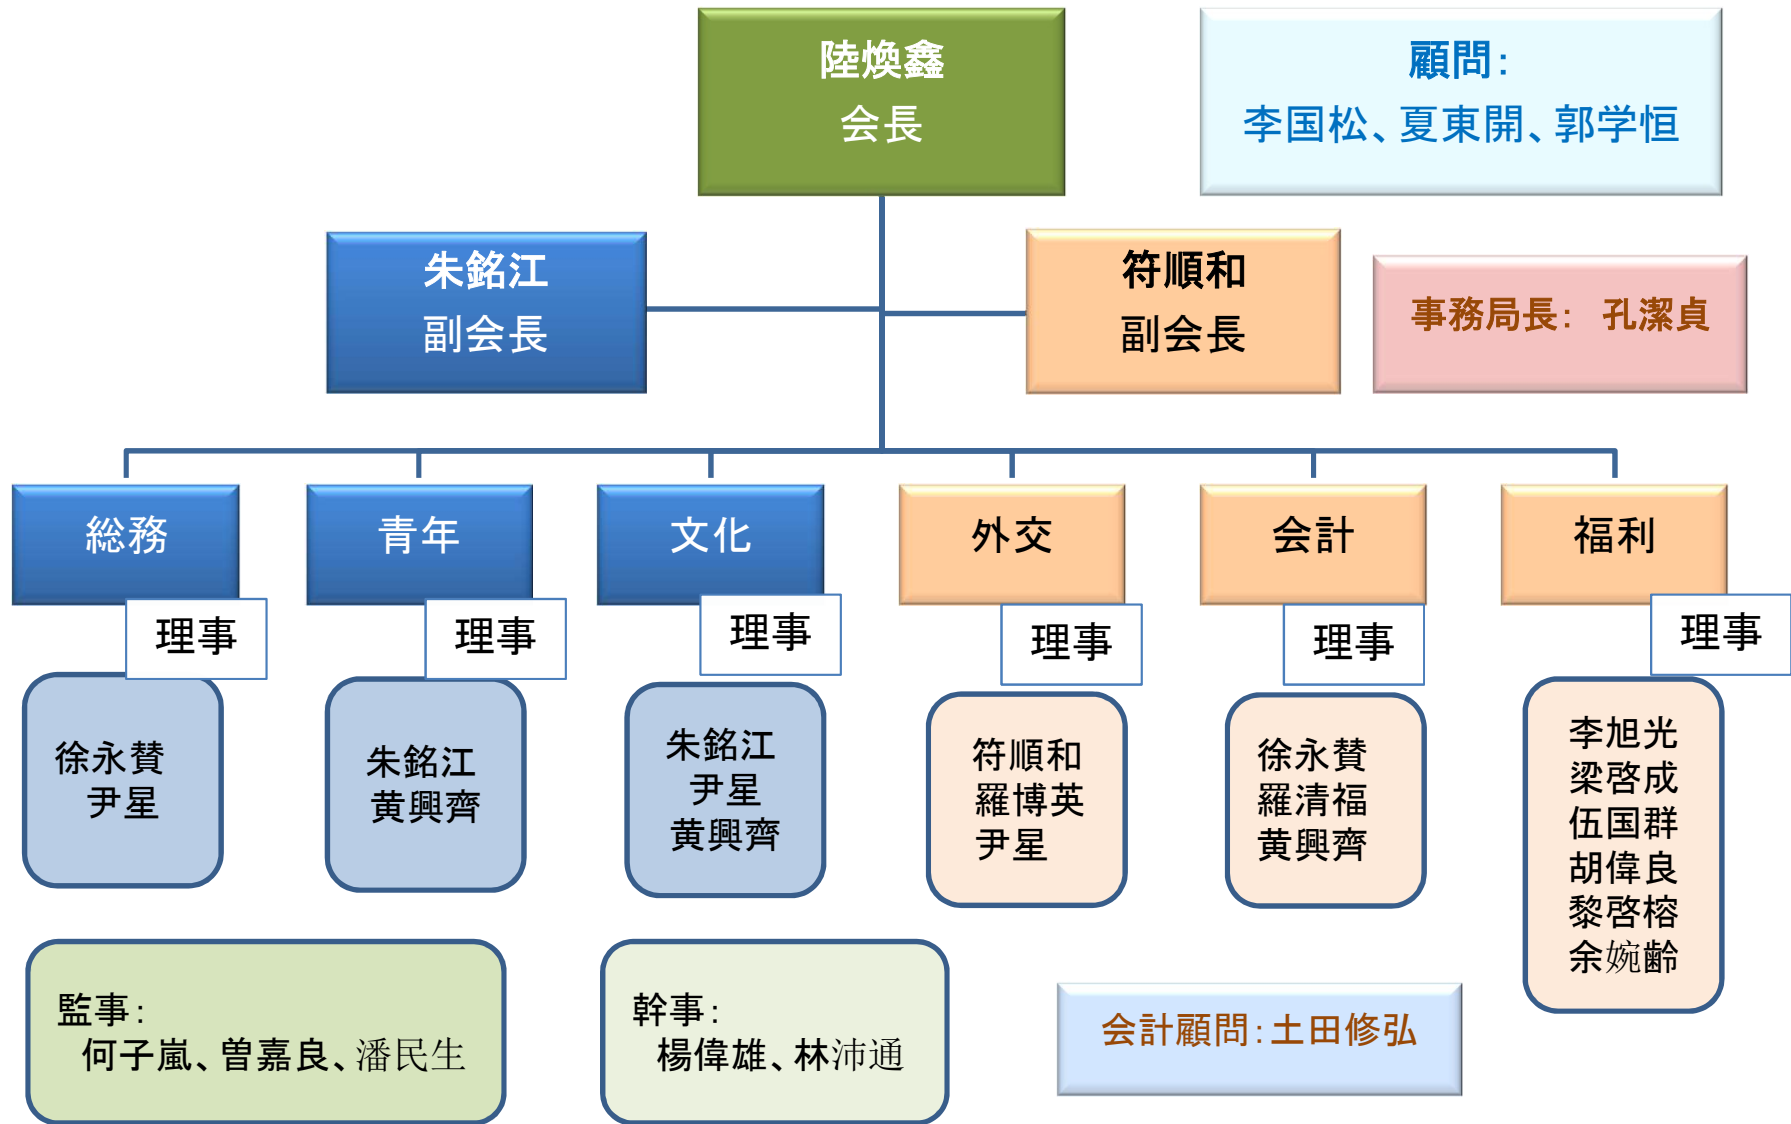 陸煥鑫
会長
顧問：
李国松、夏東開、郭学恒
朱銘江
副会長
符順和
副会長
事務局長： 孔潔貞
総務
青年
文化
外交
会計
福利
理事
理事
理事
理事
理事
理事
徐永賛
尹星
朱銘江
黄興齊
朱銘江
尹星
黄興齊
符順和
羅博英
尹星
徐永賛
羅清福
黄興齊
李旭光
梁啓成
伍国群
胡偉良
黎啓榕
余婉齢
監事：
何子嵐、曽嘉良、潘民生
幹事：
楊偉雄、林沛通
会計顧問：土田修弘